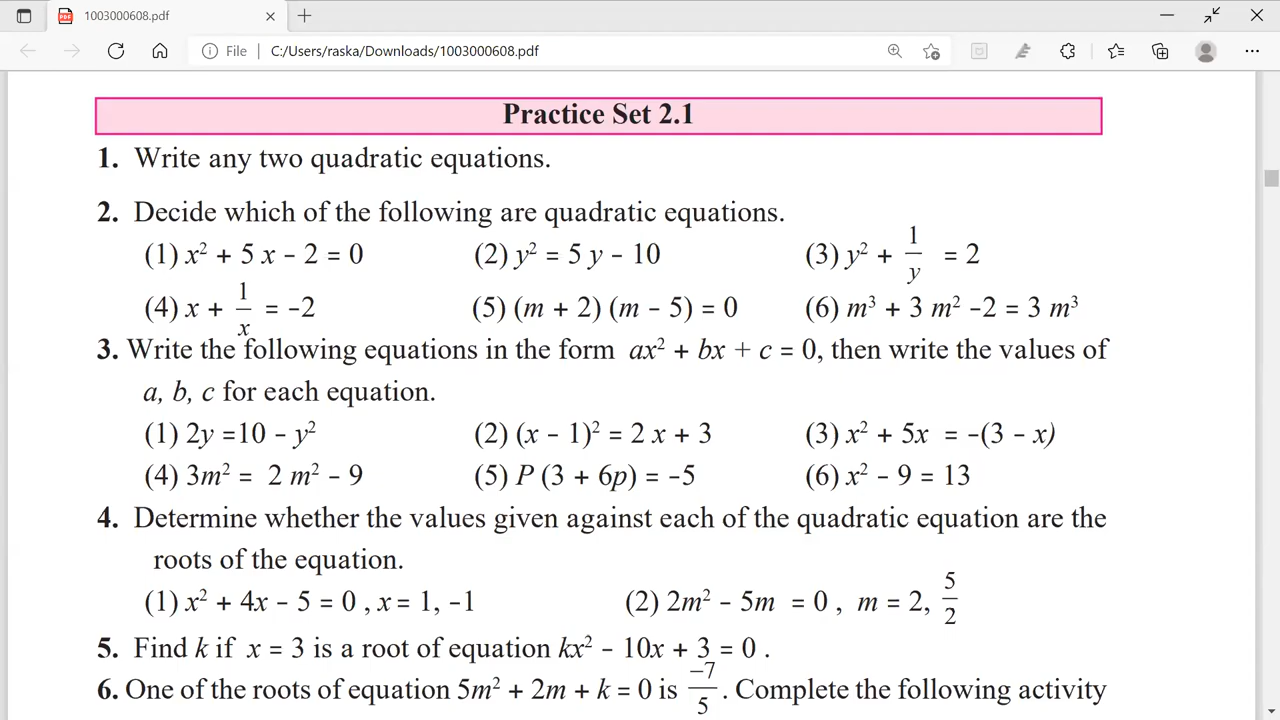 1003000608.pdf
File C:/Users/raska/Downloads/1003000608.pdf
Practice Set 2.1
1. Write any two quadratic equations.
2. Decide which of the following are quadratic equations.
(1) x² + 5 x – 2 = 0 (2) y² = 5 y – 10 (3) y² + 1/y = 2
(4) x + 1/x = –2 (5) (m + 2) (m – 5) = 0 (6) m³ + 3 m² –2 = 3 m³
3. Write the following equations in the form ax² + bx + c = 0, then write the values of
a, b, c for each equation.
(1) 2y =10 – y² (2) (x – 1)² = 2 x + 3 (3) x² + 5x = –(3 – x)
(4) 3m² = 2 m² – 9 (5) P (3 + 6p) = –5 (6) x² – 9 = 13
4. Determine whether the values given against each of the quadratic equation are the
roots of the equation.
(1) x² + 4x – 5 = 0 , x = 1, –1 (2) 2m² – 5m = 0 , m = 2, 5/2
5. Find k if x = 3 is a root of equation kx² – 10x + 3 = 0 .
6. One of the roots of equation 5m² + 2m + k = 0 is –7/5 . Complete the following activity